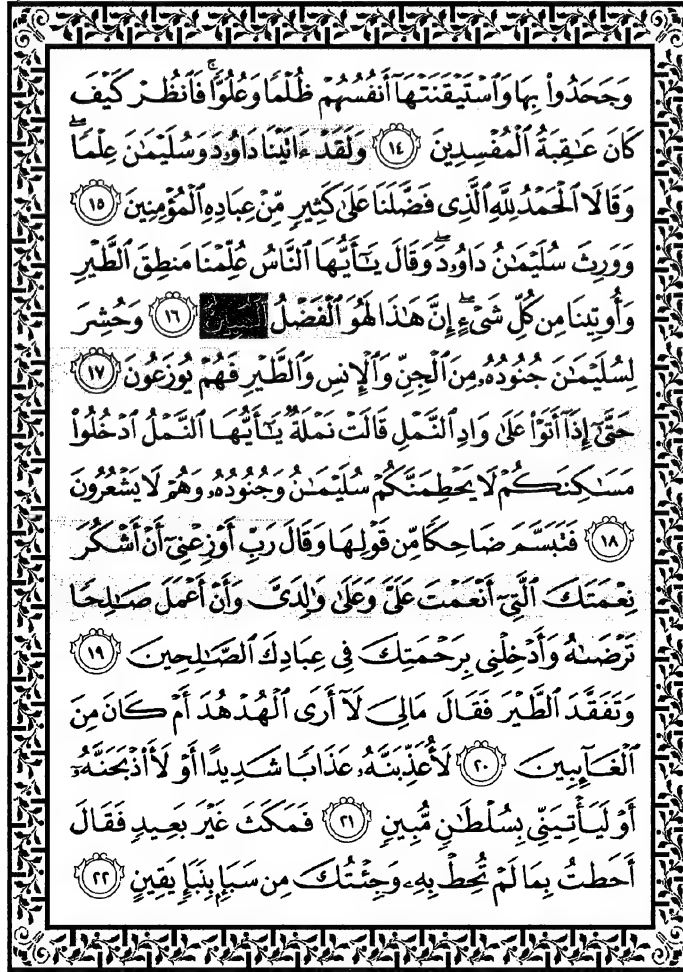 وَجَحَدُوا۟ بِهَا وَٱسْتَيْقَنَتْهَآ أَنفُسُهُمْ ظُلْمًا وَعُلُوًّا ۚ فَٱنظُرْ كَيْفَ
كَانَ عَـٰقِبَةُ ٱلْمُفْسِدِينَ ١٤ وَلَقَدْ ءَاتَيْنَا دَاوُۥدَ وَسُلَيْمَـٰنَ عِلْمًا ۖ
وَقَالَا ٱلْحَمْدُ لِلَّهِ ٱلَّذِى فَضَّلَنَا عَلَىٰ كَثِيرٍ مِّنْ عِبَادِهِ ٱلْمُؤْمِنِينَ ١٥
وَوَرِثَ سُلَيْمَـٰنُ دَاوُۥدَ ۖ وَقَالَ يَـٰٓأَيُّهَا ٱلنَّاسُ عُلِّمْنَا مَنطِقَ ٱلطَّيْرِ
وَأُوتِينَا مِن كُلِّ شَىْءٍ ۖ إِنَّ هَـٰذَا لَهُوَ ٱلْفَضْلُ ٱلْمُبِينُ ١٦ وَحُشِرَ
لِسُلَيْمَـٰنَ جُنُودُهُۥ مِنَ ٱلْجِنِّ وَٱلْإِنسِ وَٱلطَّيْرِ فَهُمْ يُوزَعُونَ ١٧
حَتَّىٰٓ إِذَآ أَتَوْا۟ عَلَىٰ وَادِ ٱلنَّمْلِ قَالَتْ نَمْلَةٌ يَـٰٓأَيُّهَا ٱلنَّمْلُ ٱدْخُلُوا۟
مَسَـٰكِنَكُمْ لَا يَحْطِمَنَّكُمْ سُلَيْمَـٰنُ وَجُنُودُهُۥ وَهُمْ لَا يَشْعُرُونَ
١٨ فَتَبَسَّمَ ضَاحِكًا مِّن قَوْلِهَا وَقَالَ رَبِّ أَوْزِعْنِىٓ أَنْ أَشْكُرَ
نِعْمَتَكَ ٱلَّتِىٓ أَنْعَمْتَ عَلَىَّ وَعَلَىٰ وَٰلِدَىَّ وَأَنْ أَعْمَلَ صَـٰلِحًا
تَرْضَىٰهُ وَأَدْخِلْنِى بِرَحْمَتِكَ فِى عِبَادِكَ ٱلصَّـٰلِحِينَ ١٩
وَتَفَقَّدَ ٱلطَّيْرَ فَقَالَ مَالِىَ لَآ أَرَى ٱلْهُدْهُدَ أَمْ كَانَ مِنَ
ٱلْغَآئِبِينَ ٢٠ لَأُعَذِّبَنَّهُۥ عَذَابًا شَدِيدًا أَوْ لَأَا۟ذْبَحَنَّهُۥٓ
أَوْ لَيَأْتِيَنِّى بِسُلْطَـٰنٍ مُّبِينٍ ٢١ فَمَكَثَ غَيْرَ بَعِيدٍ فَقَالَ
أَحَطتُ بِمَا لَمْ تُحِطْ بِهِۦ وَجِئْتُكَ مِن سَبَإٍۭ بِنَبَإٍ يَقِينٍ ٢٢